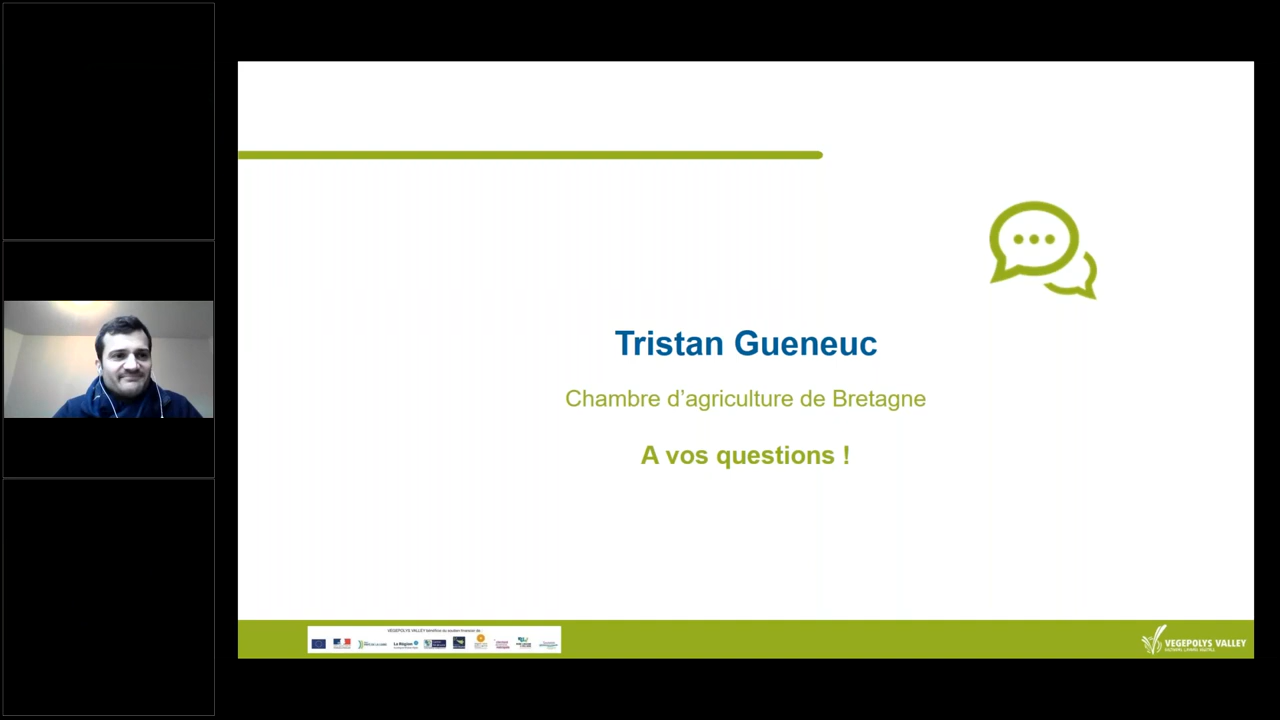 Tristan Gueneuc
Chambre d'agriculture de Bretagne
A vos questions !
VEGEPOLYS VALLEY